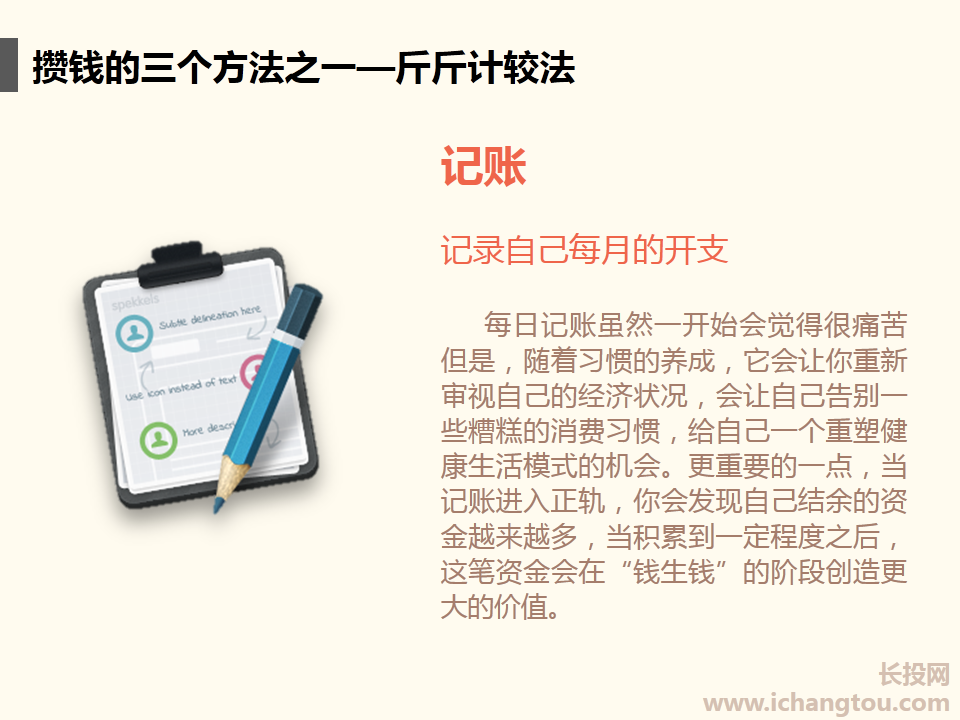 攒钱的三个方法之一—斤斤计较法
记账
记录自己每月的开支
spekkels
Subtle delineation here
Use icon instead of text
More descri
每日记账虽然一开始会觉得很痛苦
但是，随着习惯的养成，它会让你重新
审视自己的经济状况，会让自己告别一
些糟糕的消费习惯，给自己一个重塑健
康生活模式的机会。更重要的一点，当
记账进入正轨，你会发现自己结余的资
金越来越多，当积累到一定程度之后，
这笔资金会在“钱生钱”的阶段创造更
大的价值。
长投网
www.ichangtou.com